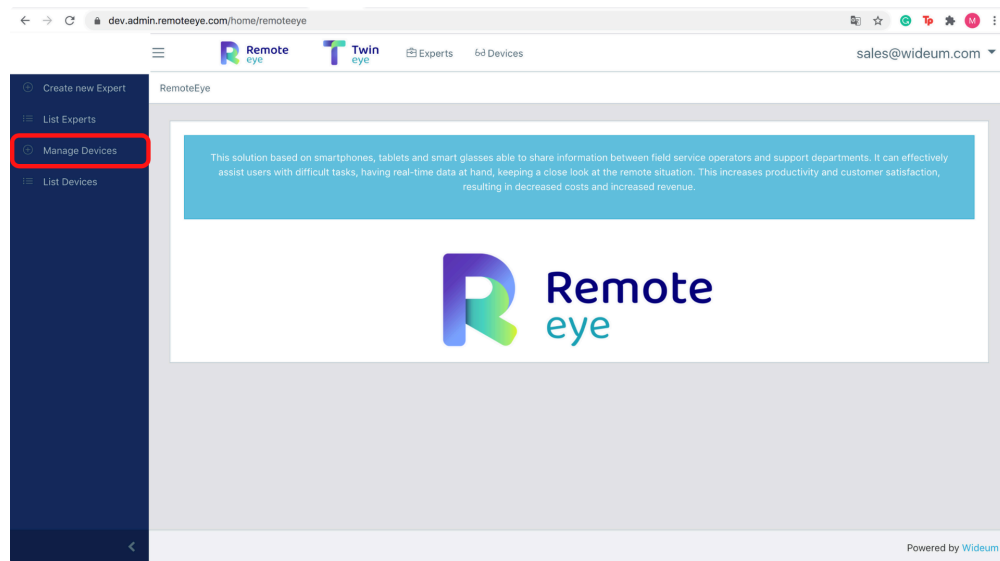 dev.admin.remoteeye.com/home/remoteeye
Remote
eye
Twin
eye
Experts
Devices
sales@wideum.com
Create new Expert
List Experts
Manage Devices
List Devices
RemoteEye
This solution based on smartphones, tablets and smart glasses able to share information between field service operators and support departments. It can effectively
assist users with difficult tasks, having real-time data at hand, keeping a close look at the remote situation. This increases productivity and customer satisfaction,
resulting in decreased costs and increased revenue.
Remote
eye
Powered by Wideum